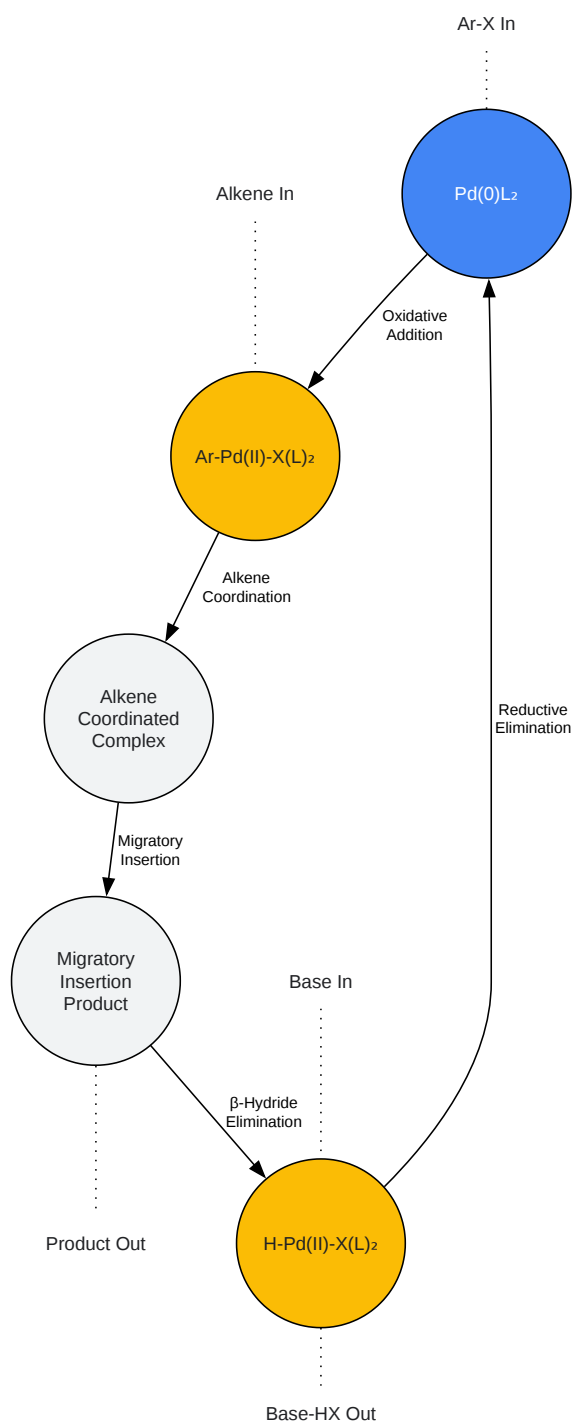 Ar-X In
Pd(0)L₂
Alkene In
Oxidative
Addition
Ar-Pd(II)-X(L)₂
Alkene
Coordination
Alkene
Coordinated
Complex
Reductive
Elimination
Migratory
Insertion
Migratory
Insertion
Product
Base In
β-Hydride
Elimination
Product Out
H-Pd(II)-X(L)₂
Base-HX Out